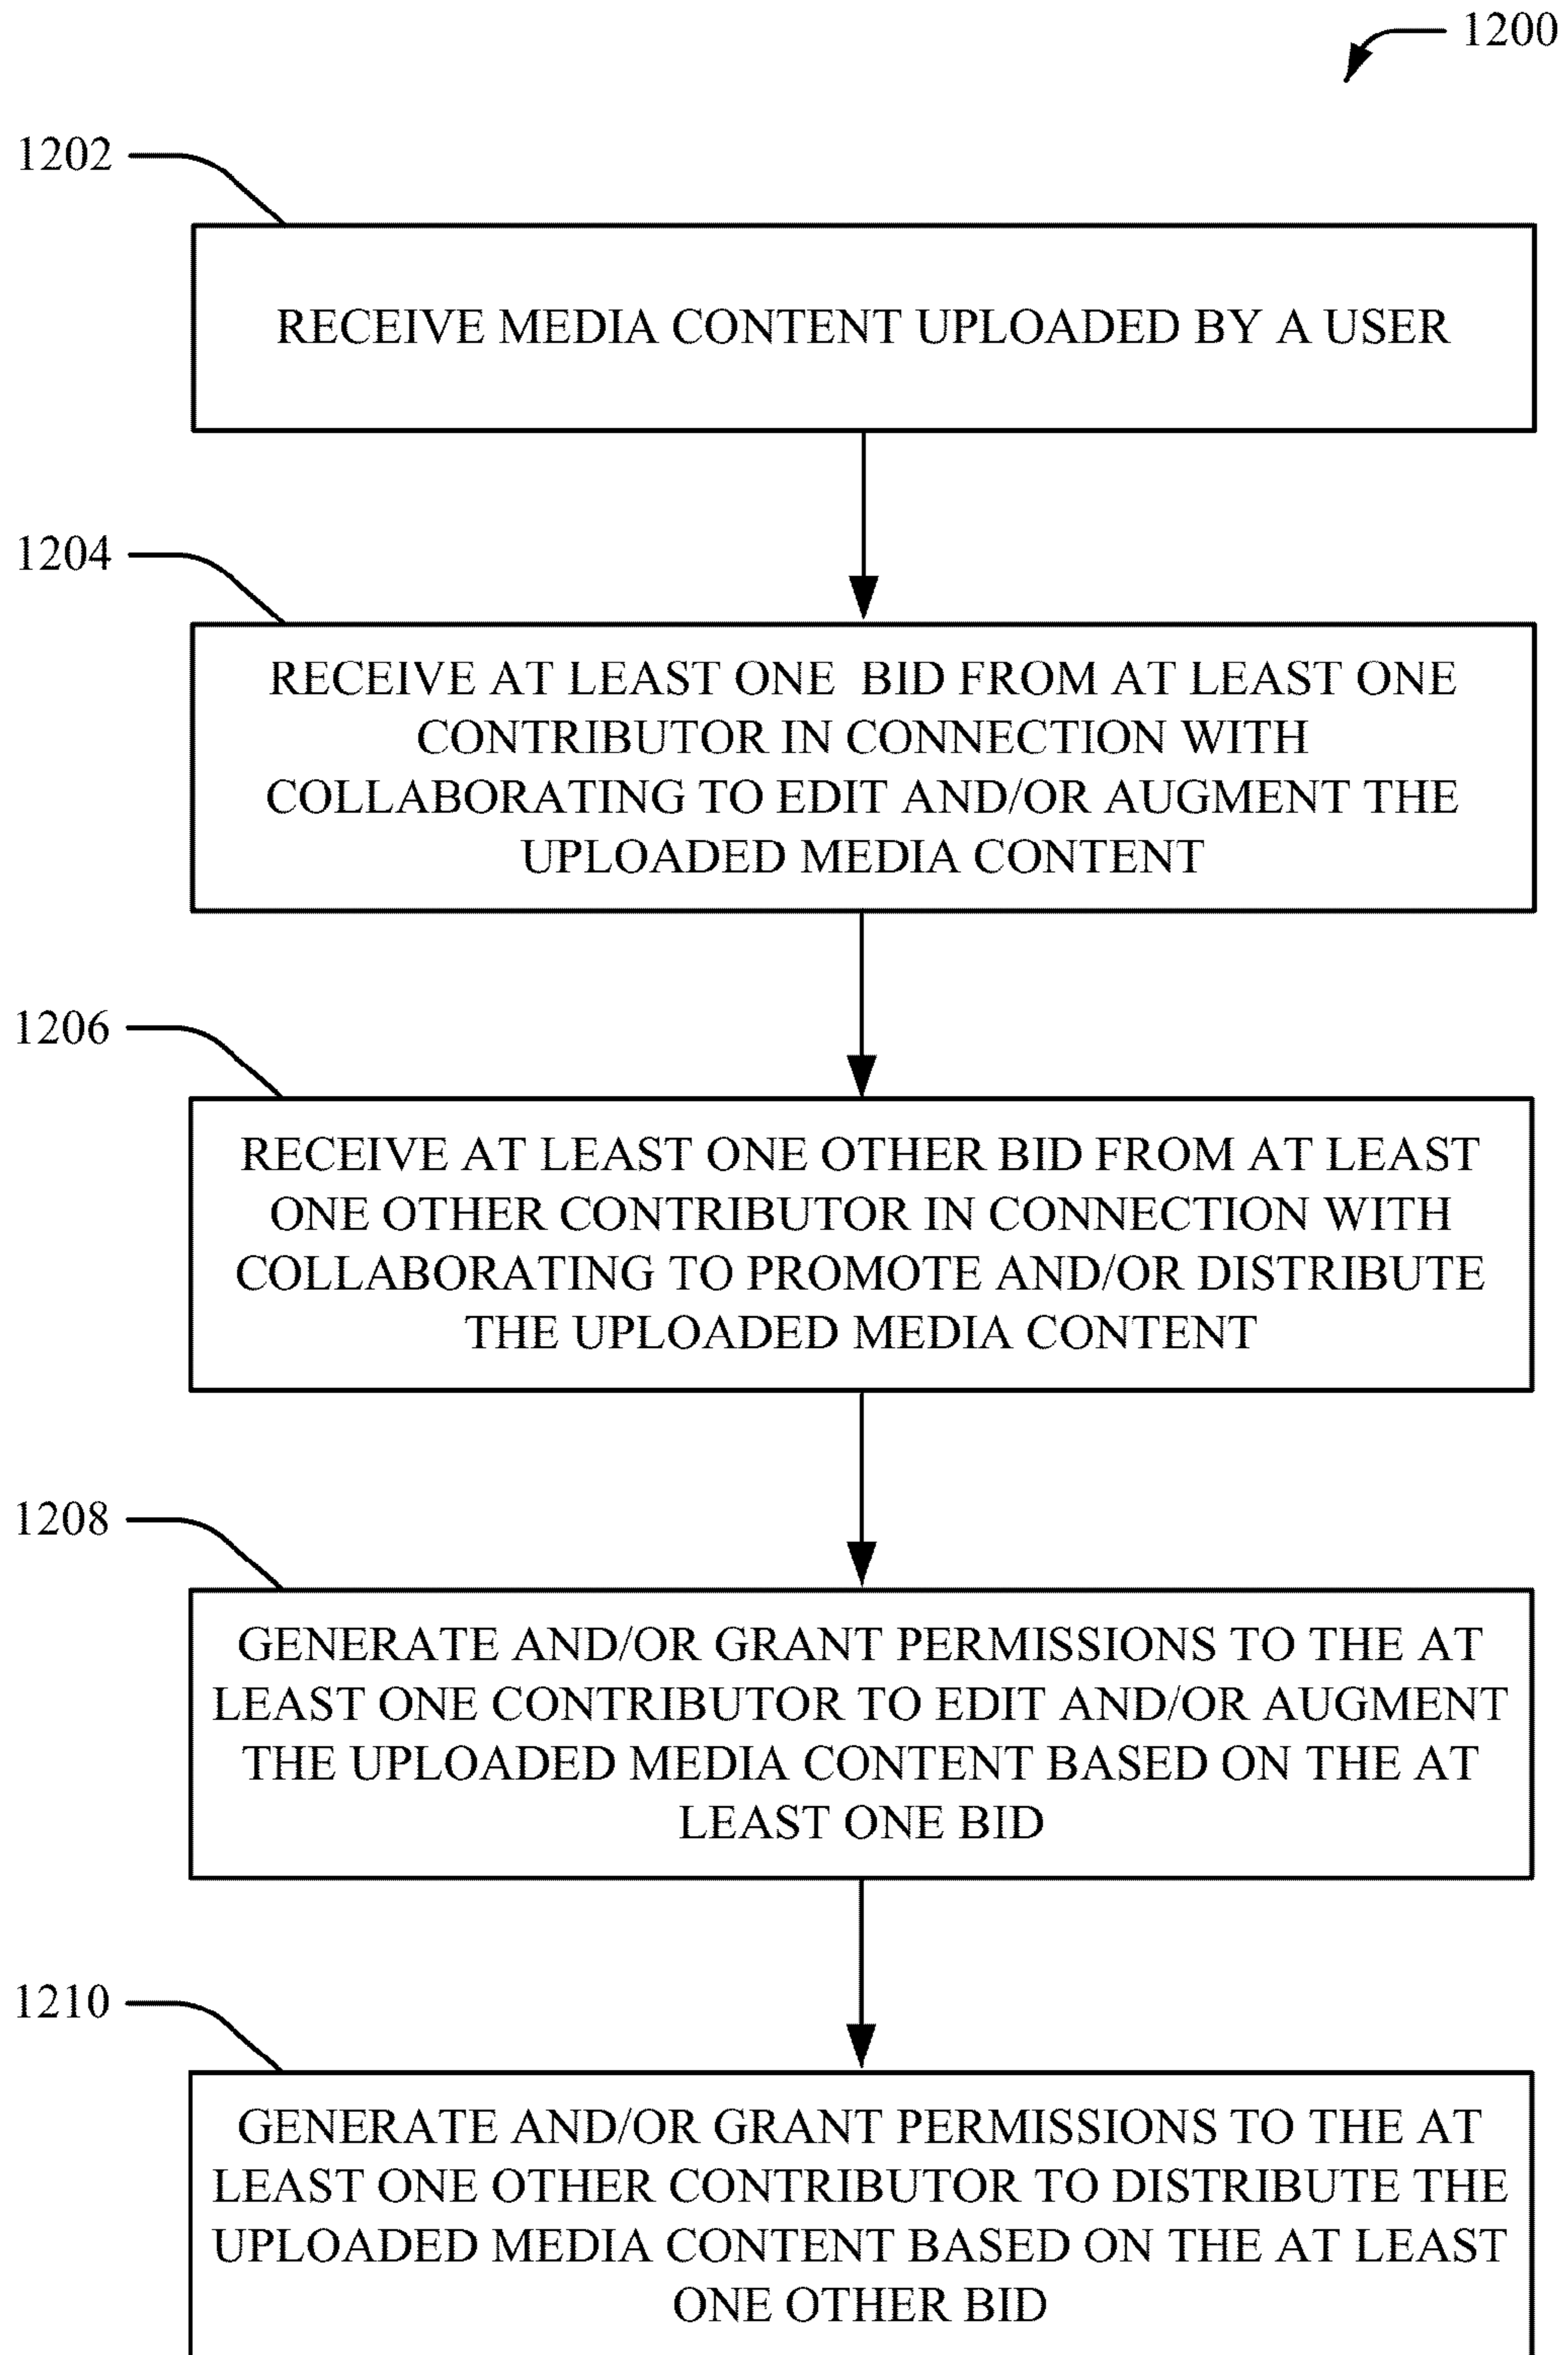 1200
1202
RECEIVE MEDIA CONTENT UPLOADED BY A USER
1204
RECEIVE AT LEAST ONE BID FROM AT LEAST ONE
CONTRIBUTOR IN CONNECTION WITH
COLLABORATING TO EDIT AND/OR AUGMENT THE
UPLOADED MEDIA CONTENT
1206
RECEIVE AT LEAST ONE OTHER BID FROM AT LEAST
ONE OTHER CONTRIBUTOR IN CONNECTION WITH
COLLABORATING TO PROMOTE AND/OR DISTRIBUTE
THE UPLOADED MEDIA CONTENT
1208
GENERATE AND/OR GRANT PERMISSIONS TO THE AT
LEAST ONE CONTRIBUTOR TO EDIT AND/OR AUGMENT
THE UPLOADED MEDIA CONTENT BASED ON THE AT
LEAST ONE BID
1210
GENERATE AND/OR GRANT PERMISSIONS TO THE AT
LEAST ONE OTHER CONTRIBUTOR TO DISTRIBUTE THE
UPLOADED MEDIA CONTENT BASED ON THE AT LEAST
ONE OTHER BID